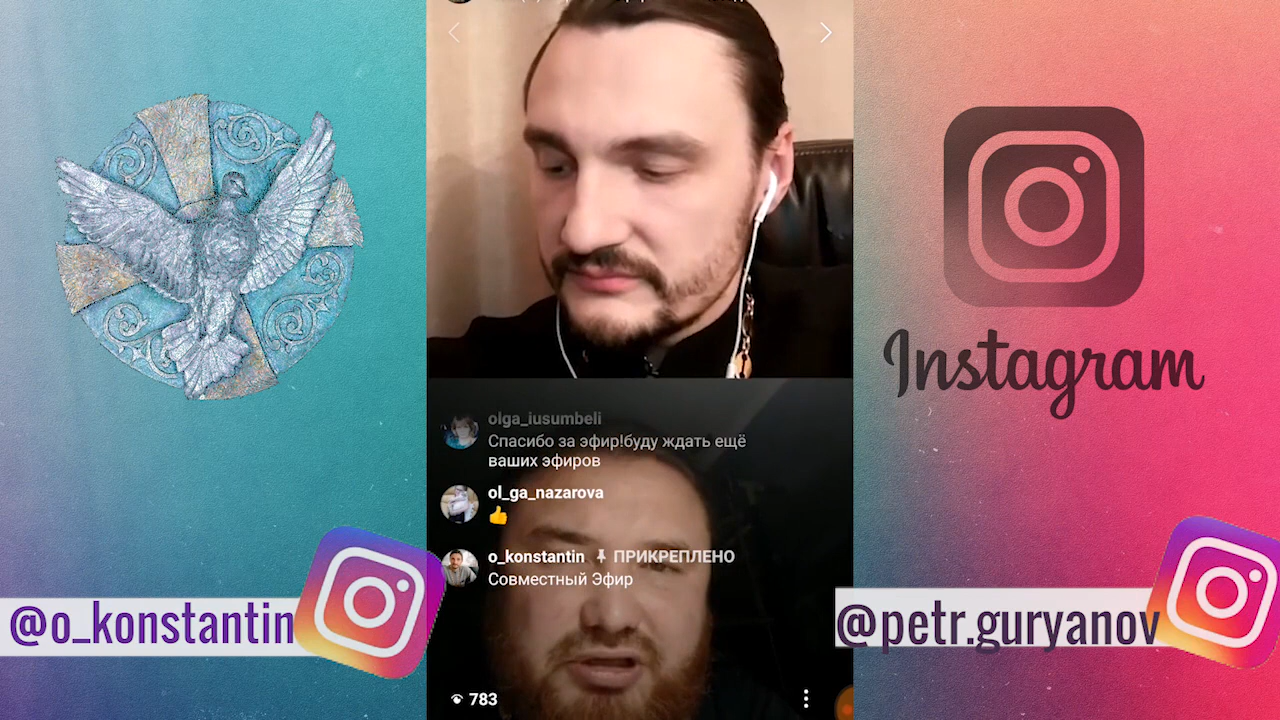 olga_iusumbeli
Спасибо за эфир!буду ждать ещё
ваших эфиров
ol_ga_nazarova
o_konstantin ПРИКРЕПЛЕНО
Совместный Эфир
783
@o_konstantin
Instagram
@petr.guryanov